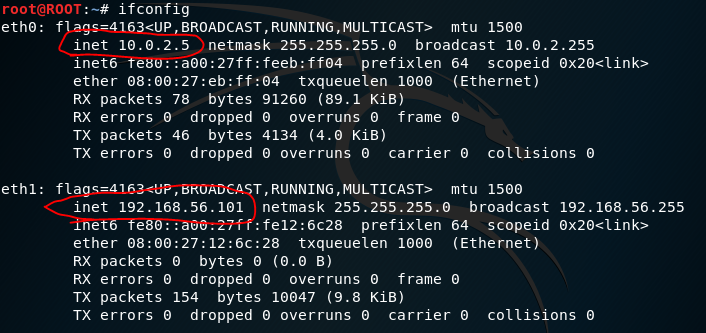 root@ROOT:~# ifconfig
eth0: flags=4163<UP,BROADCAST,RUNNING,MULTICAST>  mtu 1500
        inet 10.0.2.5  netmask 255.255.255.0  broadcast 10.0.2.255
        inet6 fe80::a00:27ff:feeb:ff04  prefixlen 64  scopeid 0x20<link>
        ether 08:00:27:eb:ff:04  txqueuelen 1000  (Ethernet)
        RX packets 78  bytes 91260 (89.1 KiB)
        RX errors 0  dropped 0  overruns 0  frame 0
        TX packets 46  bytes 4134 (4.0 KiB)
        TX errors 0  dropped 0 overruns 0  carrier 0  collisions 0
eth1: flags=4163<UP,BROADCAST,RUNNING,MULTICAST>  mtu 1500
        inet 192.168.56.101  netmask 255.255.255.0  broadcast 192.168.56.255
        inet6 fe80::a00:27ff:fe12:6c28  prefixlen 64  scopeid 0x20<link>
        ether 08:00:27:12:6c:28  txqueuelen 1000  (Ethernet)
        RX packets 0  bytes 0 (0.0 B)
        RX errors 0  dropped 0  overruns 0  frame 0
        TX packets 154  bytes 10047 (9.8 KiB)
        TX errors 0  dropped 0 overruns 0  carrier 0  collisions 0